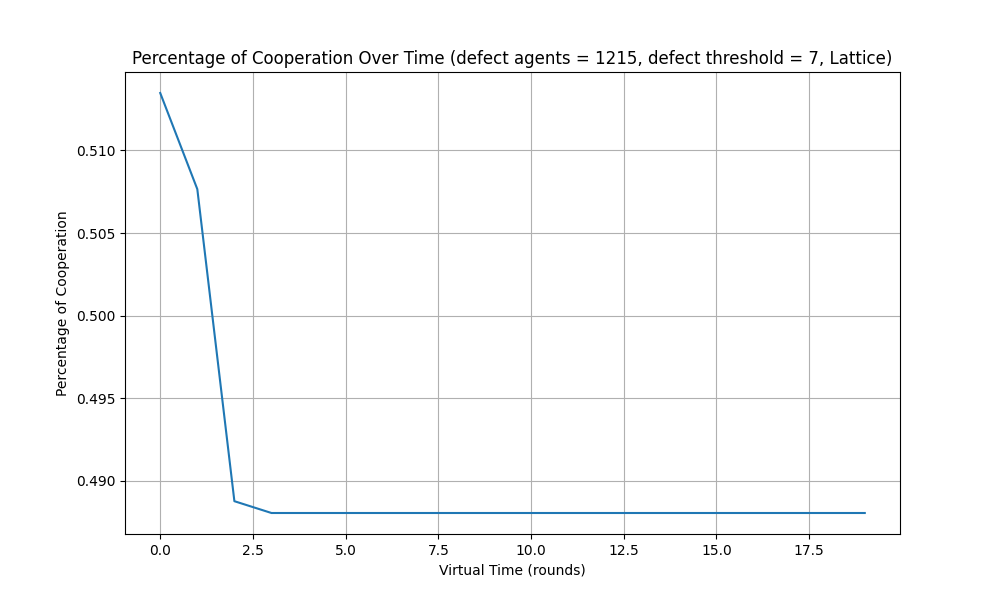 Percentage of Cooperation Over Time (defect agents = 1215, defect threshold = 7, Lattice)
Percentage of Cooperation
0.510
0.505
0.500
0.495
0.490
0.0 2.5 5.0 7.5 10.0 12.5 15.0 17.5
Virtual Time (rounds)